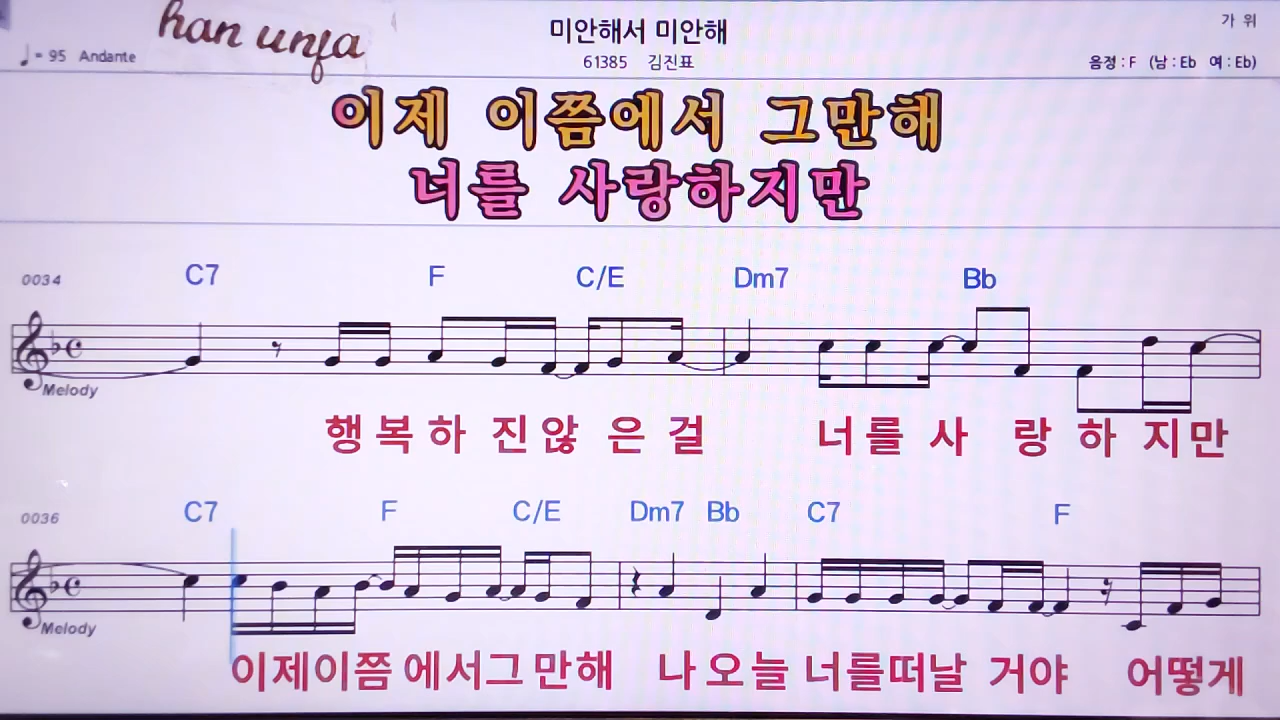 han unja
미안해서 미안해
가 위
♩= 95 Andante
61385 김진표
음정 : F (남 : Eb 여 : Eb)
이제 이쯤에서 그만해
너를 사랑하지만
0034 C7 F C/E Dm7 Bb
Melody
행 복 하 진 않 은 걸 너 를 사 랑 하 지 만
0036 C7 F C/E Dm7 Bb C7 F
Melody
이제이쯤 에서그 만 해 나 오 늘 너 를떠날 거야 어떻게